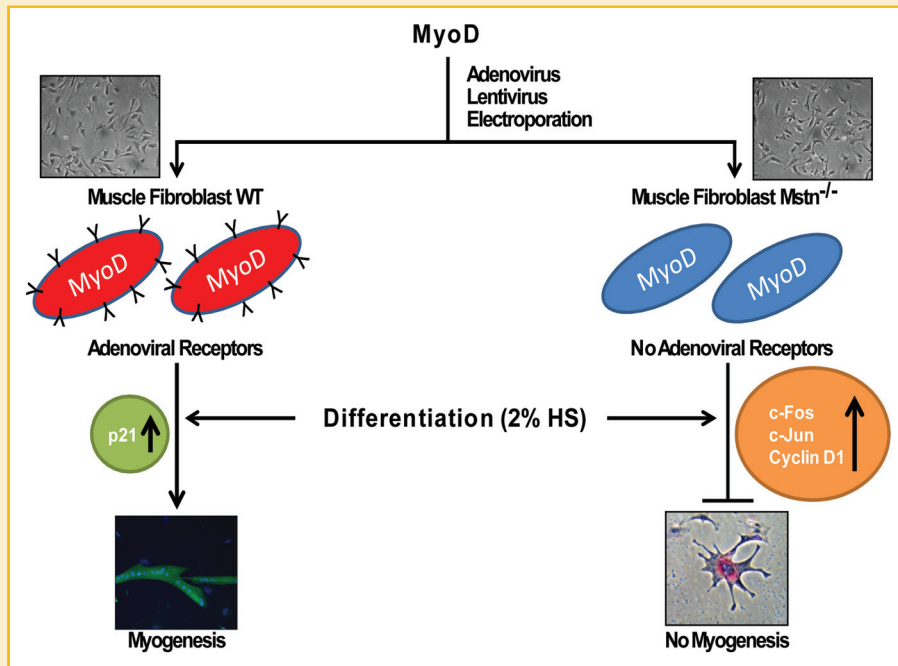 MyoD
Adenovirus
Lentivirus
Electroporation
Muscle Fibroblast WT
Muscle Fibroblast Mstn-/-
MyoD
MyoD
MyoD
MyoD
Adenoviral Receptors
No Adenoviral Receptors
p21
Differentiation (2% HS)
c-Fos
c-Jun
Cyclin D1
Myogenesis
No Myogenesis